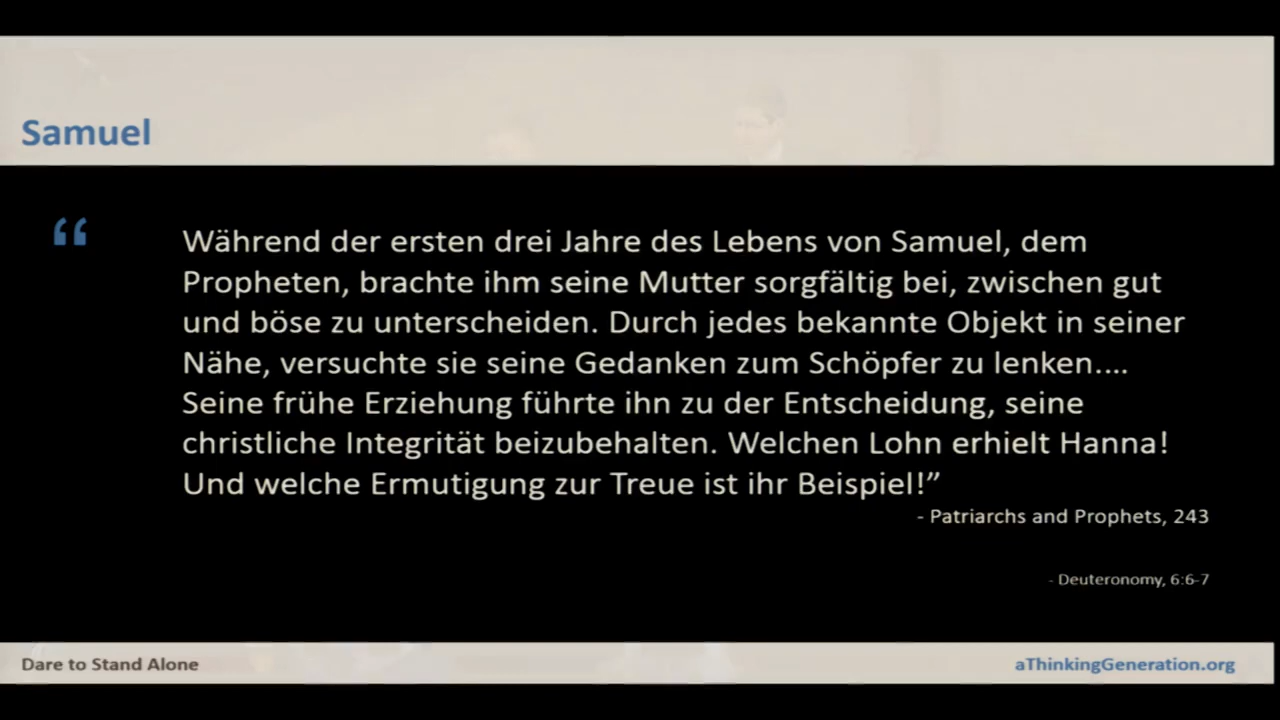 Samuel
“
Während der ersten drei Jahre des Lebens von Samuel, dem
Propheten, brachte ihm seine Mutter sorgfältig bei, zwischen gut
und böse zu unterscheiden. Durch jedes bekannte Objekt in seiner
Nähe, versuchte sie seine Gedanken zum Schöpfer zu lenken....
Seine frühe Erziehung führte ihn zu der Entscheidung, seine
christliche Integrität beizubehalten. Welchen Lohn erhielt Hanna!
Und welche Ermutigung zur Treue ist ihr Beispiel!”
- Patriarchs and Prophets, 243
- Deuteronomy, 6:6-7
Dare to Stand Alone
aThinkingGeneration.org